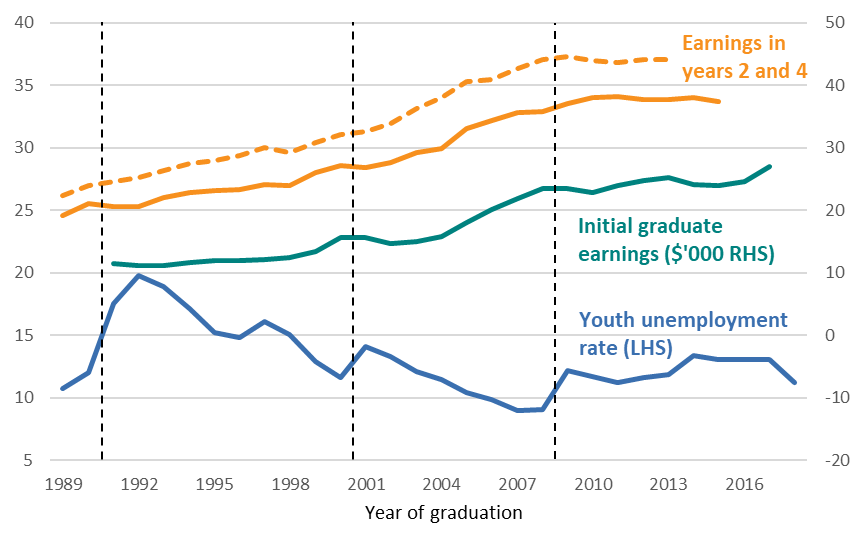 40
35
30
25
20
15
10
5
50
40
30
20
10
0
-10
-20
Earnings in
years 2 and 4
Initial graduate
earnings ($'000 RHS)
Youth unemployment
rate (LHS)
1989 1992 1995 1998 2001 2004 2007 2010 2013 2016
Year of graduation